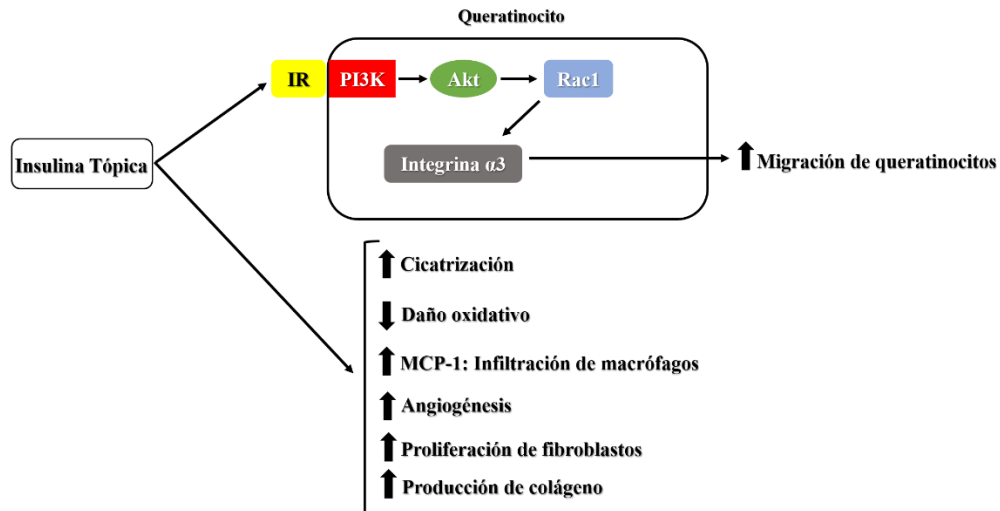 Queratinocito
IR
PI3K
Akt
Rac1
Insulina Tópica
Integrina α3
Migración de queratinocitos
Cicatrización
Daño oxidativo
MCP-1: Infiltración de macrófagos
Angiogénesis
Proliferación de fibroblastos
Producción de colágeno